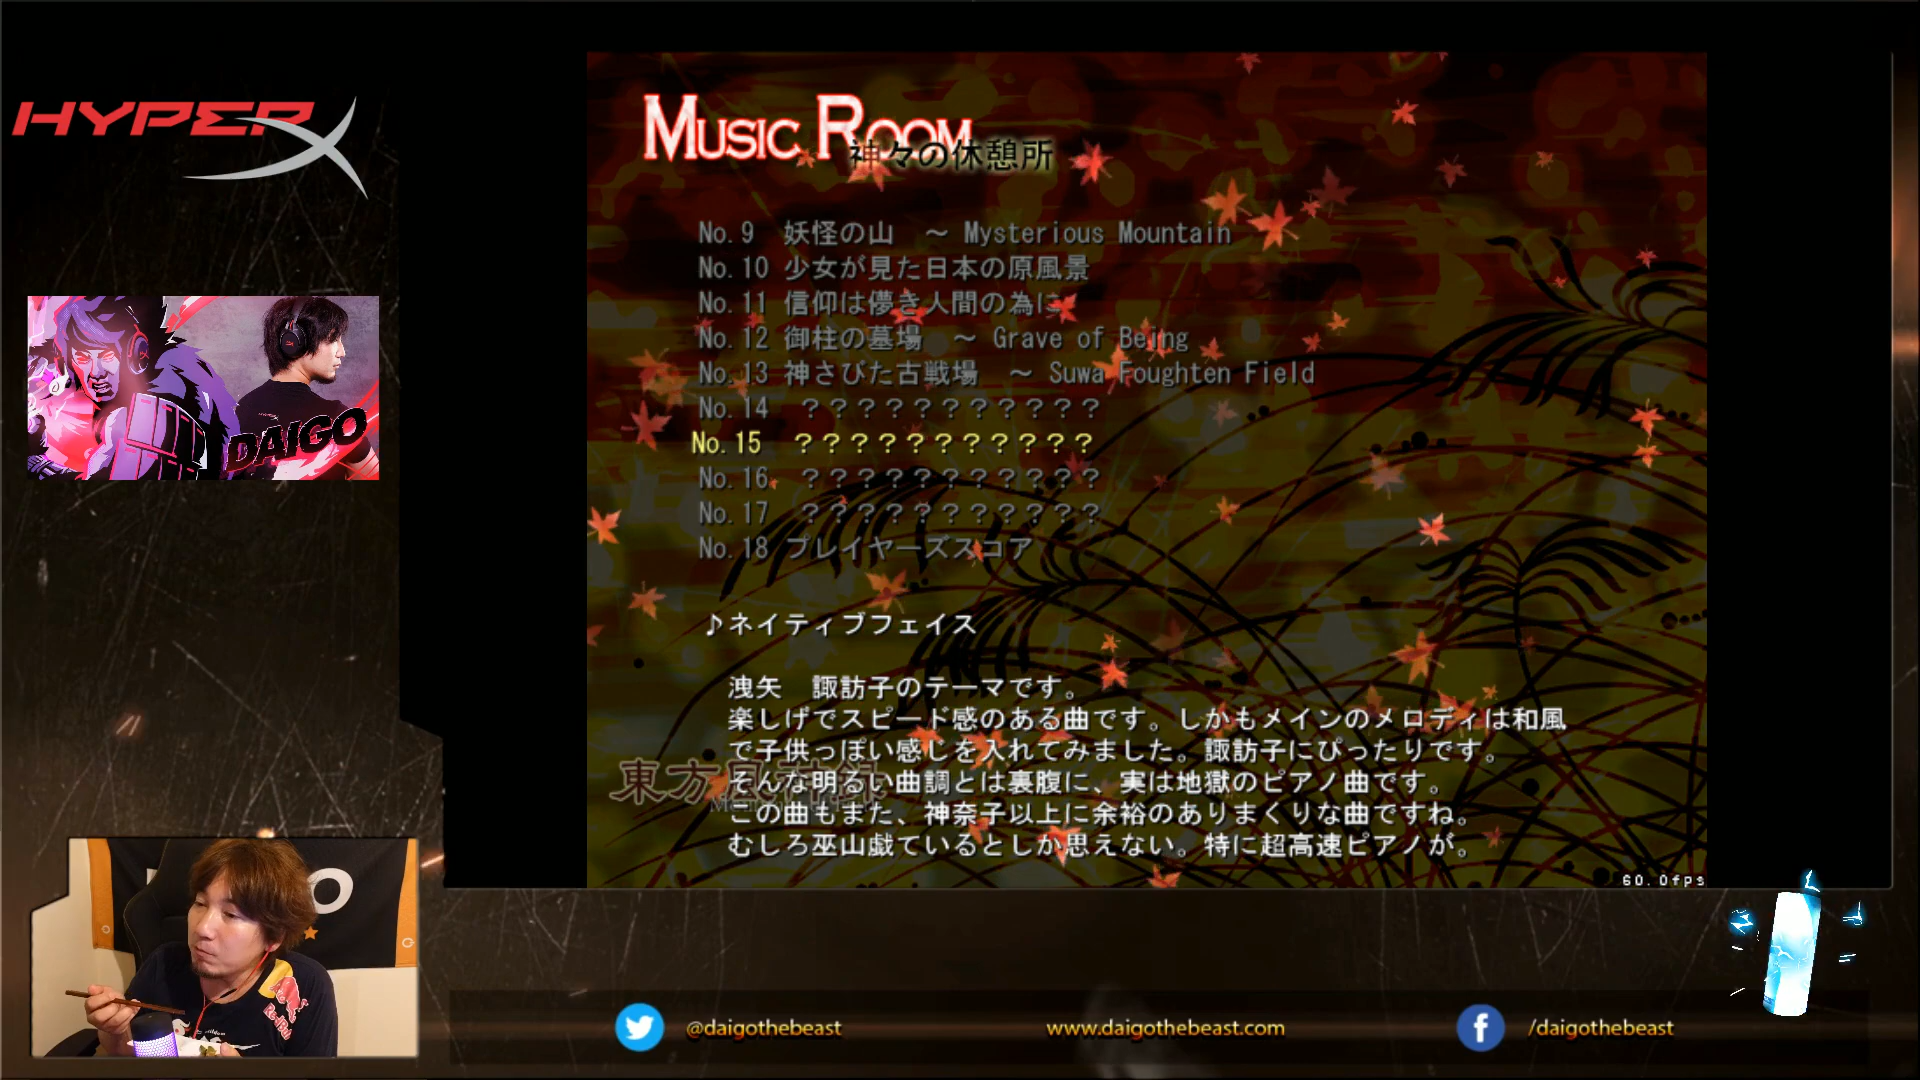 HYPERX
DAIGO
MUSIC ROOM
神々の休憩所
No.9 妖怪の山 ～ Mysterious Mountain
No.10 少女が見た日本の原風景
No.11 信仰は儚き人間の為に
No.12 御柱の墓場 ～ Grave of Being
No.13 神さびた古戦場 ～ Suwa Foughten Field
No.14 ？？？？？？？？？？？
No.15 ？？？？？？？？？？？
No.16 ？？？？？？？？？？？
No.17 ？？？？？？？？？？？
No.18 プレイヤーズスコア
♪ネイティブフェイス
洩矢 諏訪子のテーマです。
楽しげでスピード感のある曲です。しかもメインのメロディは和風
で子供っぽい感じを入れてみました。諏訪子にぴったりです。
そんな明るい曲調とは裏腹に、実は地獄のピアノ曲です。
この曲もまた、神奈子以上に余裕のありまくりな曲ですね。
むしろ巫山戯ているとしか思えない。特に超高速ピアノが。
東方風神録
60.0fps
RedBull
@daigothebeast
www.daigothebeast.com
/daigothebeast